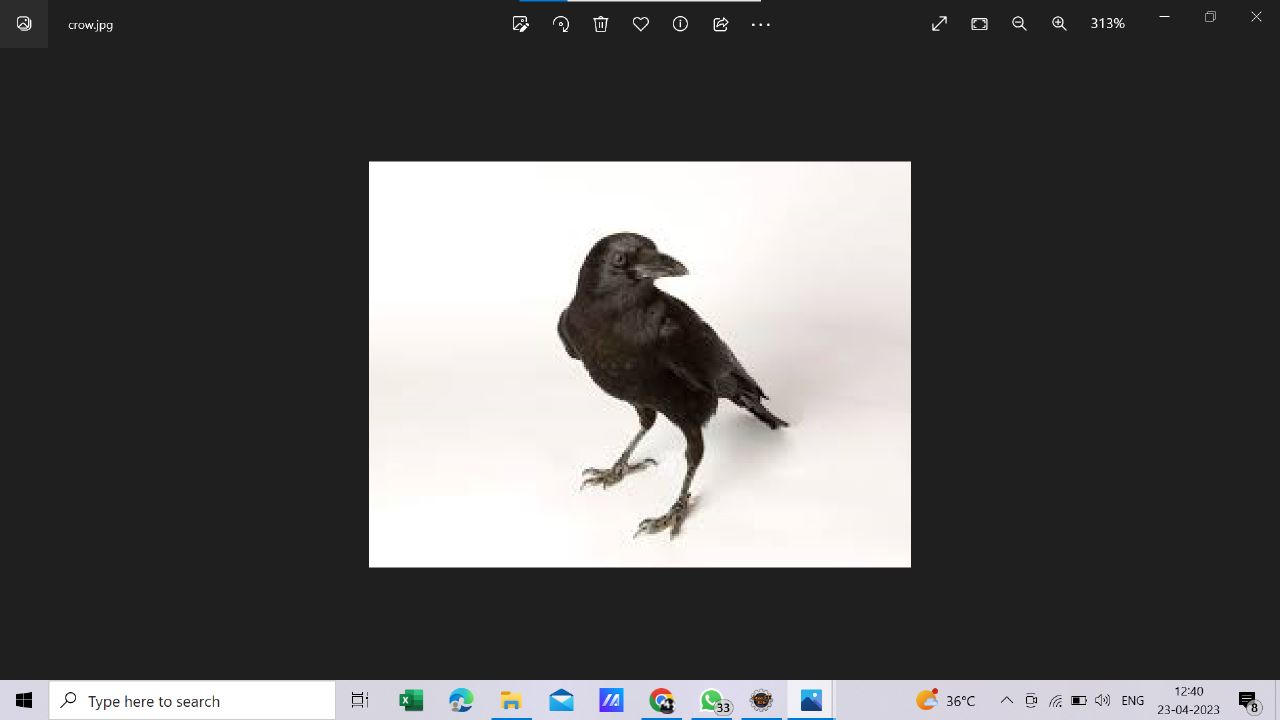 crow.jpg
313%
Type here to search
33
36°C
ENG
12:40
23-04-2023
8